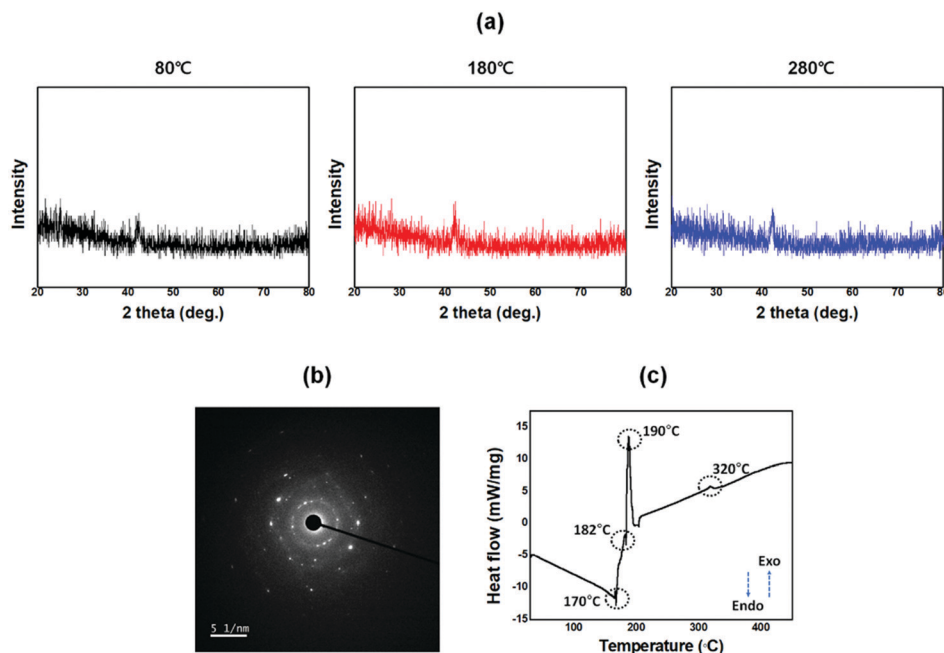 (a)
80℃
180℃
280℃
Intensity
Intensity
Intensity
20 30 40 50 60 70 80
20 30 40 50 60 70 80
20 30 40 50 60 70 80
2 theta (deg.)
2 theta (deg.)
2 theta (deg.)
(b)
5 1/nm
(c)
Heat flow (mW/mg)
15
10
5
0
-5
-10
-15
190°C
320°C
182°C
170°C
Exo
Endo
100 200 300 400
Temperature (◦C)